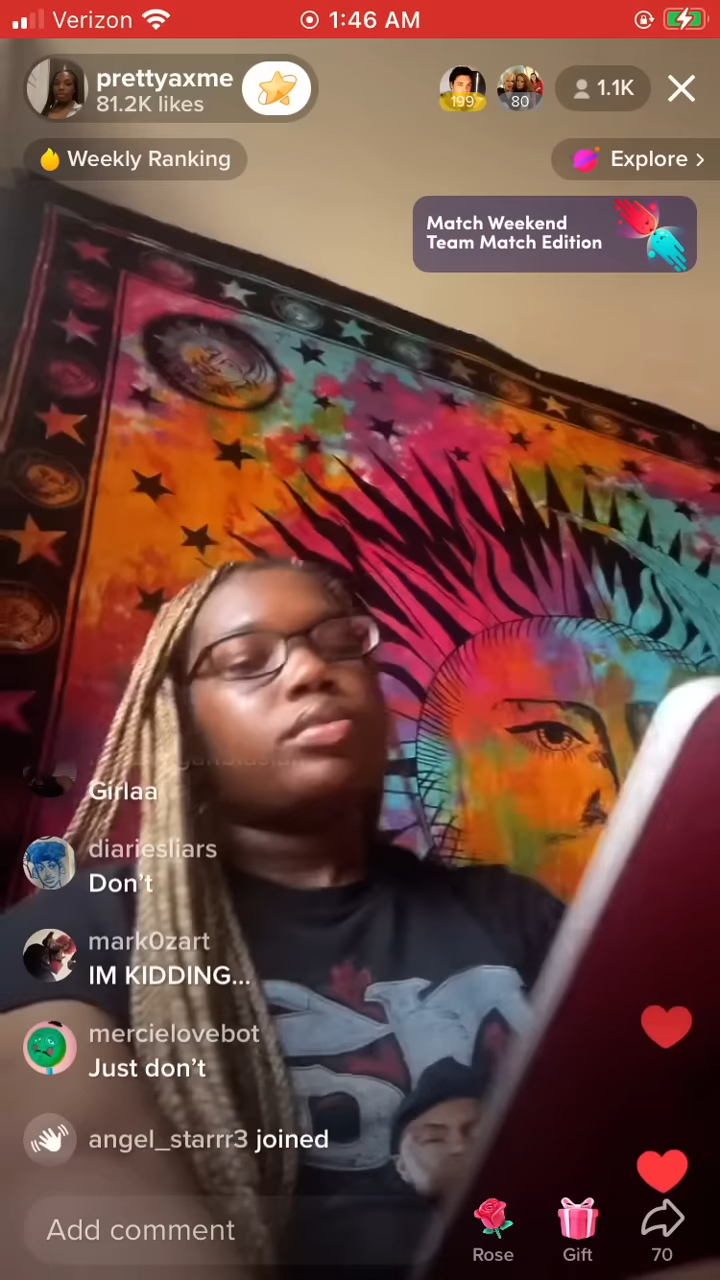 Verizon
1:46 AM
prettyaxme
81.2K likes
199
80
1.1K
Weekly Ranking
Explore >
Match Weekend
Team Match Edition
Girlaa
diariesliars
Don't
mark0zart
IM KIDDING...
mercielovebot
Just don't
angel_starrr3 joined
Add comment
Rose
Gift
70